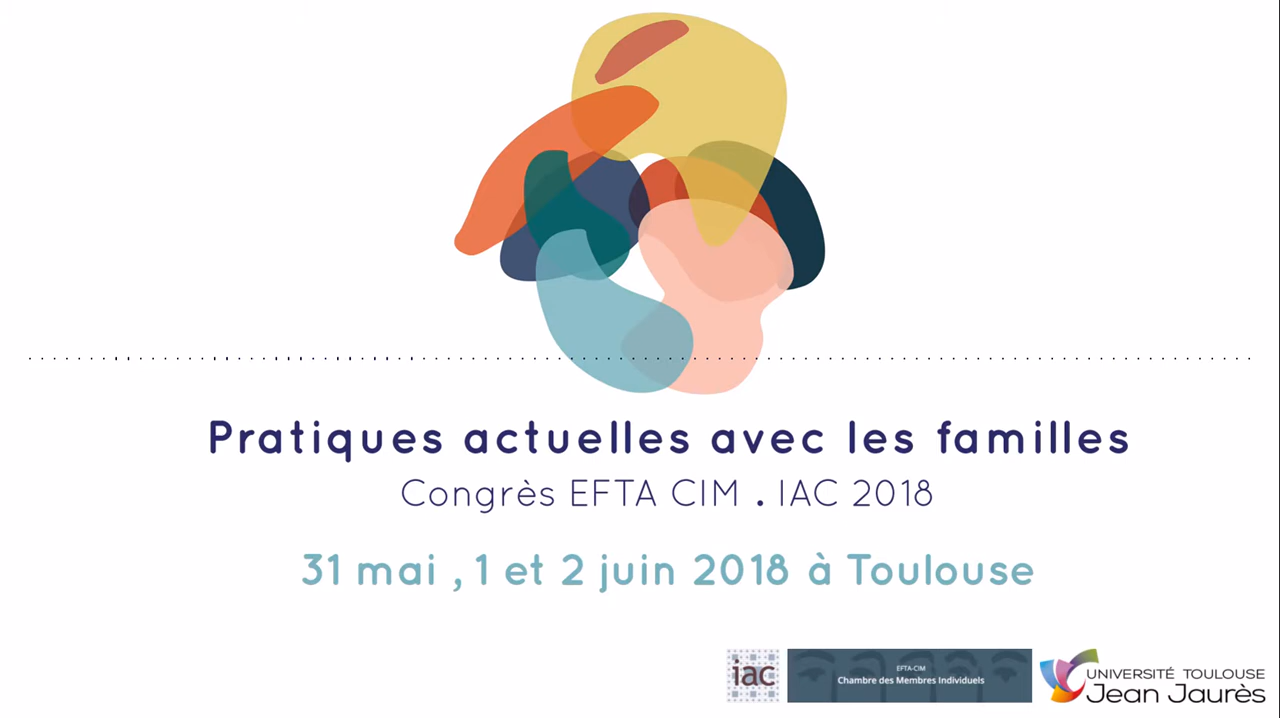 Pratiques actuelles avec les familles
Congrès EFTA CIM . IAC 2018
31 mai , 1 et 2 juin 2018 à Toulouse
iac
EFTA-CIM
Chambre des Membres Individuels
UNIVERSITÉ TOULOUSE
Jean Jaurès